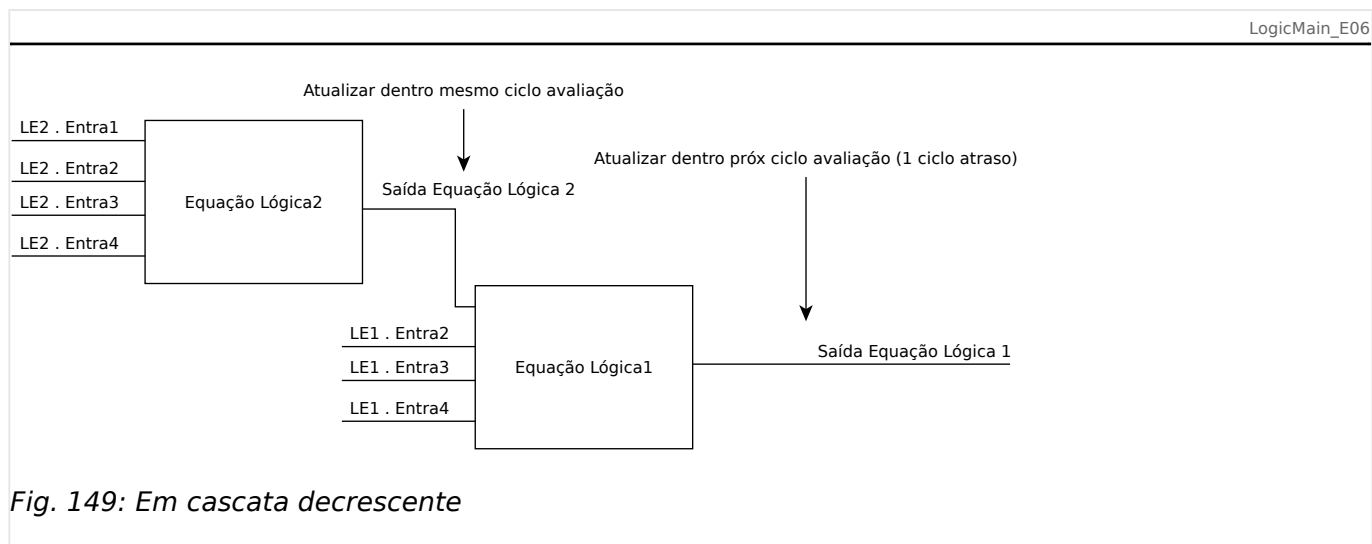 LogicMain_E06
Atualizar dentro mesmo ciclo avaliação
LE2 . Entra1
Atualizar dentro próx ciclo avaliação (1 ciclo atraso)
LE2 . Entra2
Saída Equação Lógica 2
LE2 . Entra3
Equação Lógica2
LE2 . Entra4
LE1 . Entra2
Saída Equação Lógica 1
LE1 . Entra3
Equação Lógica1
LE1 . Entra4
Fig. 149: Em cascata decrescente